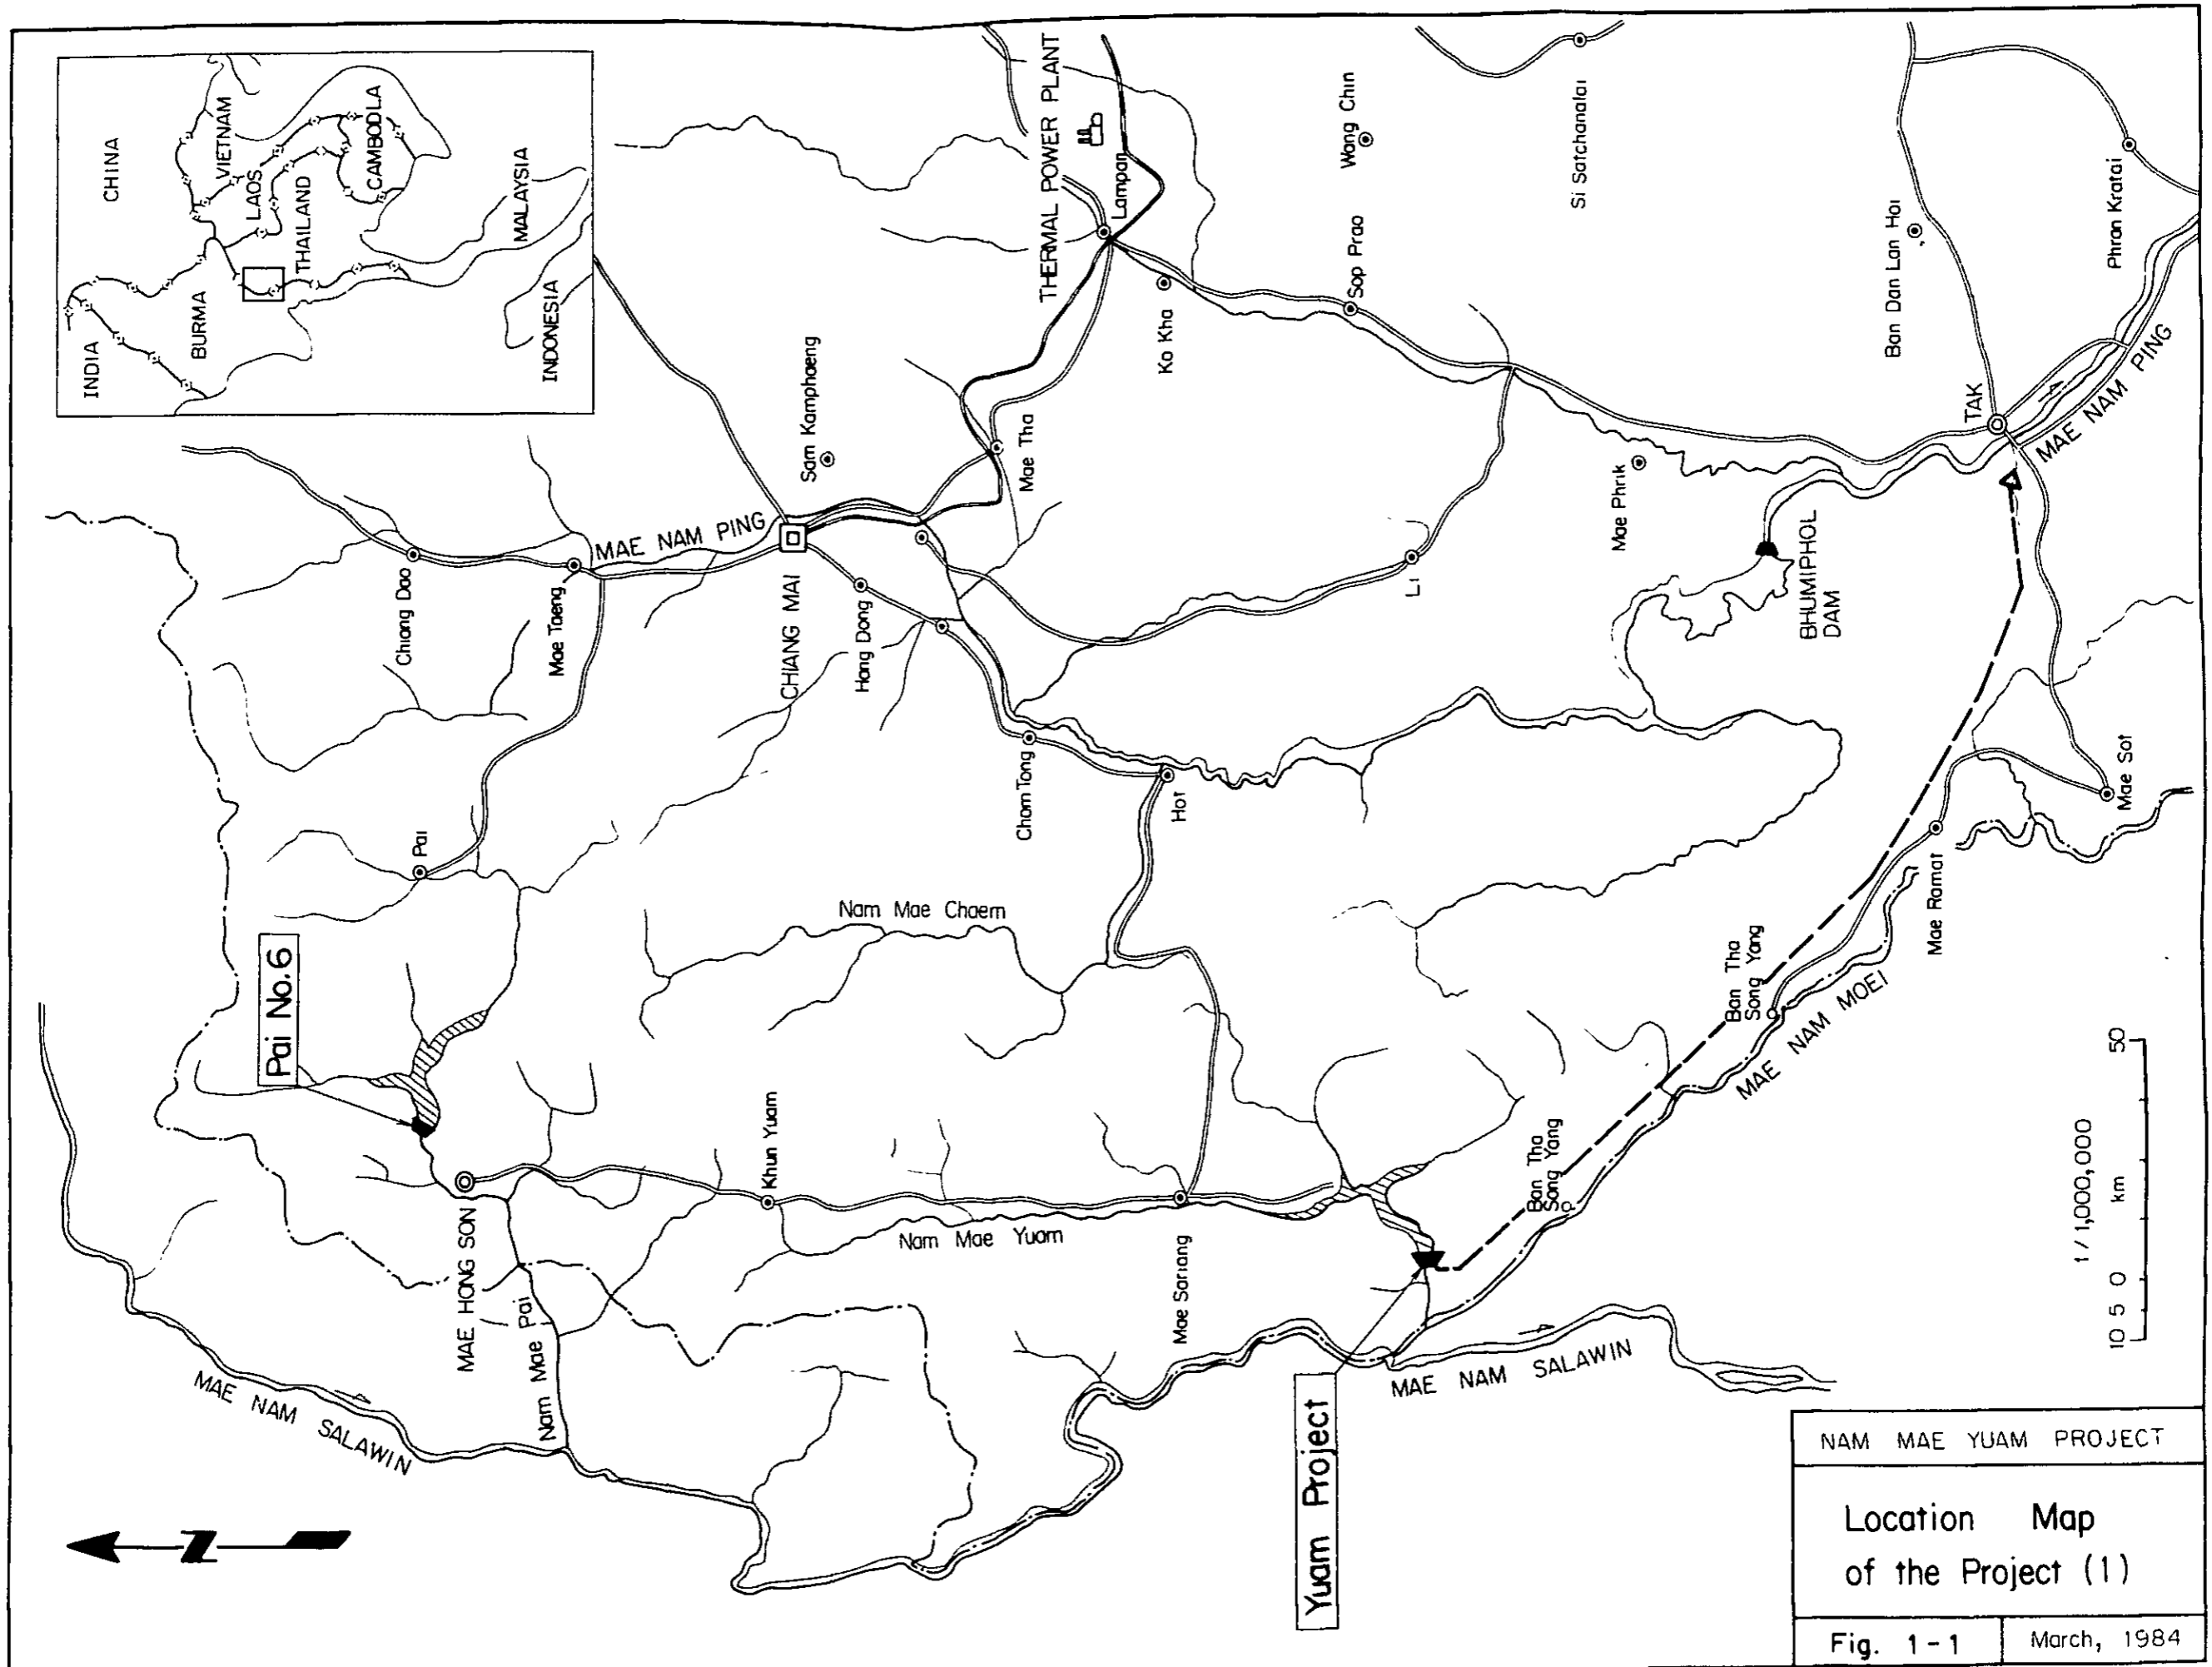 CHINA
INDIA
BURMA
VIETNAM
LAOS
THAILAND
CAMBODLA
MALAYSIA
INDONESIA
THERMAL POWER PLANT
Lampan
Wang Chin
Si Satchanalai
Sop Prao
Ko Kha
Ban Dan Lan Hoi
Phran Kratai
TAK
MAE NAM PING
Sam Kamphaeng
Mae Tha
MAE NAM PING
CHIANG MAI
Chiang Dao
Mae Taeng
Hang Dong
Li
Mae Phrik
BHUMIPHOL
DAM
Chom Tong
Hot
Mae Sot
Mae Ramat
Pai
Nam Mae Chaem
Pai No.6
Ban Tha
Song Yang
MAE NAM MOEI
Khun Yuam
Ban Tha
Song Yang
MAE HONG SON
Nam Mae Yuam
Mae Sariang
Nam Mae Pai
MAE NAM SALAWIN
MAE NAM SALAWIN
Yuam Project
1/1,000,000
10 5 0 km 50
N
NAM MAE YUAM PROJECT
Location Map
of the Project (1)
Fig. 1-1
March, 1984